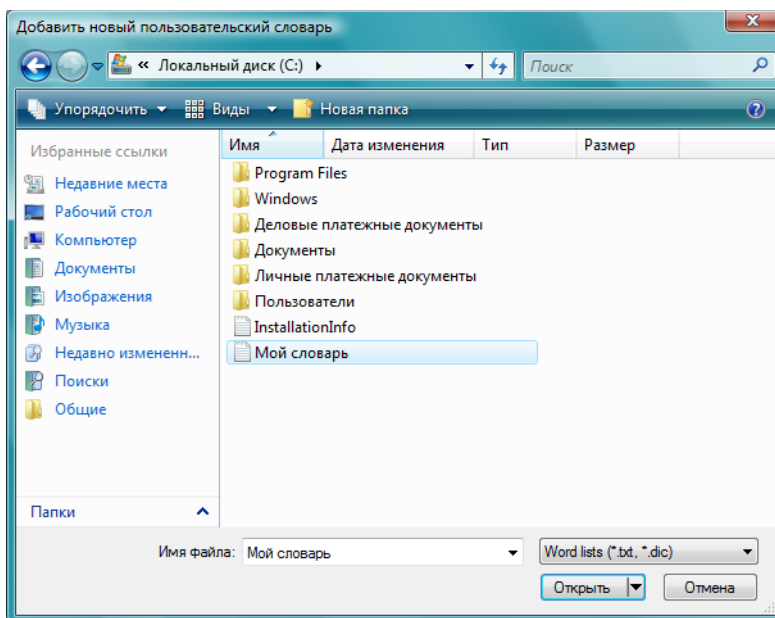 Добавить новый пользовательский словарь
« Локальный диск (C:)
Поиск
Упорядочить Виды Новая папка
Избранные ссылки
Недавние места
Рабочий стол
Компьютер
Документы
Изображения
Музыка
Недавно измененн...
Поиски
Общие
Папки
Имя Дата изменения Тип Размер
Program Files
Windows
Деловые платежные документы
Документы
Личные платежные документы
Пользователи
InstallationInfo
Мой словарь
Имя файла: Мой словарь Word lists (*.txt, *.dic)
Открыть Отмена